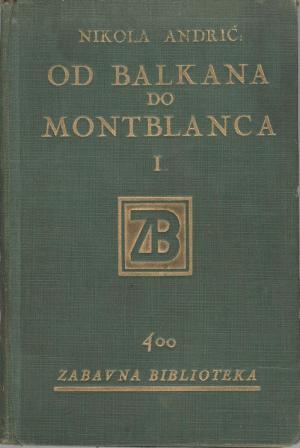 NIKOLA ANDRIĆ:
OD BALKANA
DO
MONTBLANCA
I
ZB
400
ZABAVNA BIBLIOTEKA